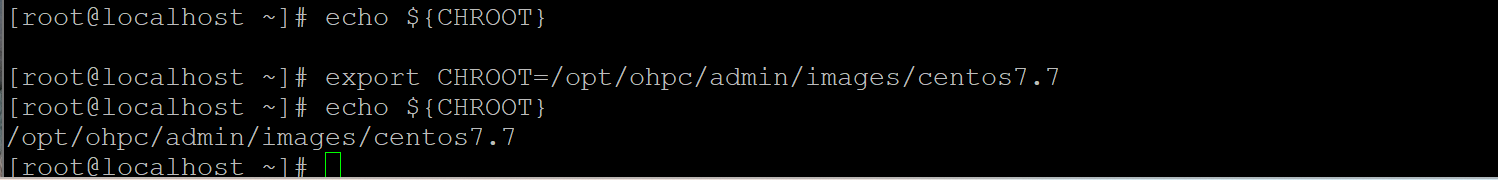 [root@localhost ~]# echo ${CHROOT}
[root@localhost ~]# export CHROOT=/opt/ohpc/admin/images/centos7.7
[root@localhost ~]# echo ${CHROOT}
/opt/ohpc/admin/images/centos7.7
[root@localhost ~]#